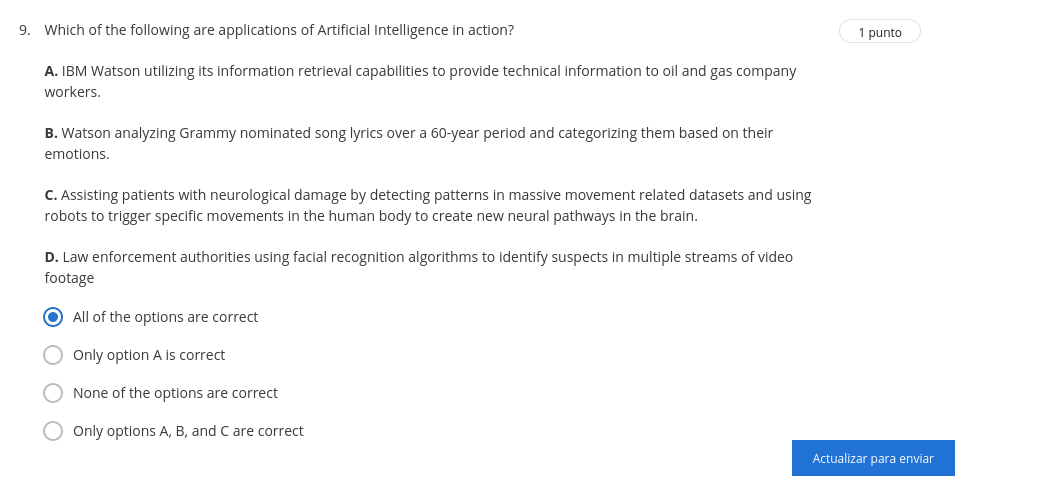 9. Which of the following are applications of Artificial Intelligence in action?
1 punto
A. IBM Watson utilizing its information retrieval capabilities to provide technical information to oil and gas company
workers.
B. Watson analyzing Grammy nominated song lyrics over a 60-year period and categorizing them based on their
emotions.
C. Assisting patients with neurological damage by detecting patterns in massive movement related datasets and using
robots to trigger specific movements in the human body to create new neural pathways in the brain.
D. Law enforcement authorities using facial recognition algorithms to identify suspects in multiple streams of video
footage
All of the options are correct
Only option A is correct
None of the options are correct
Only options A, B, and C are correct
Actualizar para enviar